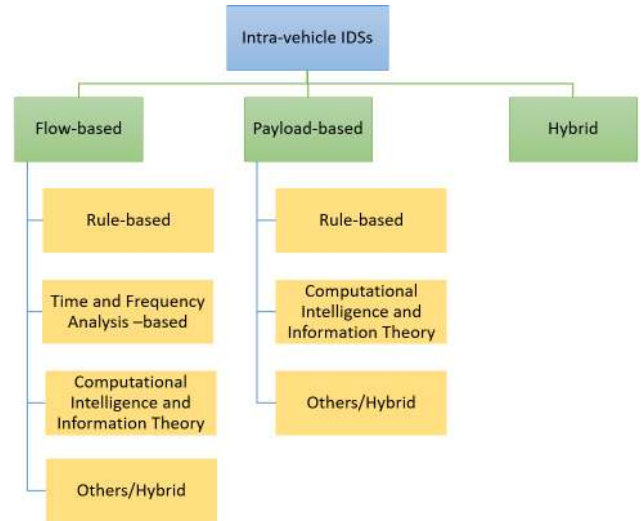 Intra-vehicle IDSs
Flow-based
Payload-based
Hybrid
Rule-based
Time and Frequency
Analysis –based
Computational
Intelligence and
Information Theory
Others/Hybrid
Rule-based
Computational
Intelligence and
Information Theory
Others/Hybrid